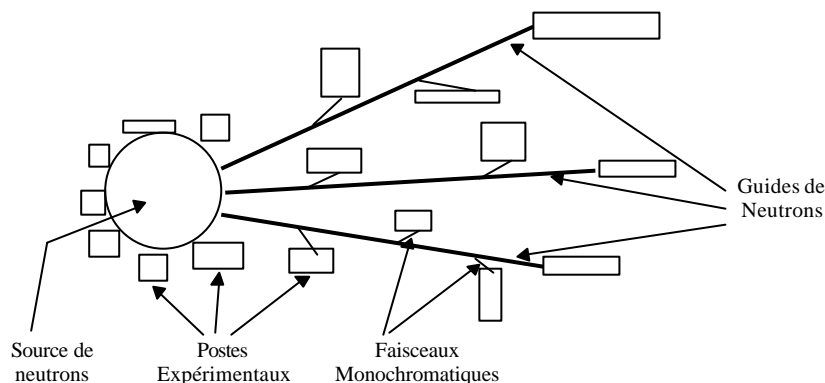 Guides de
Neutrons
Source de
neutrons
Postes
Expérimentaux
Faisceaux
Monochromatiques